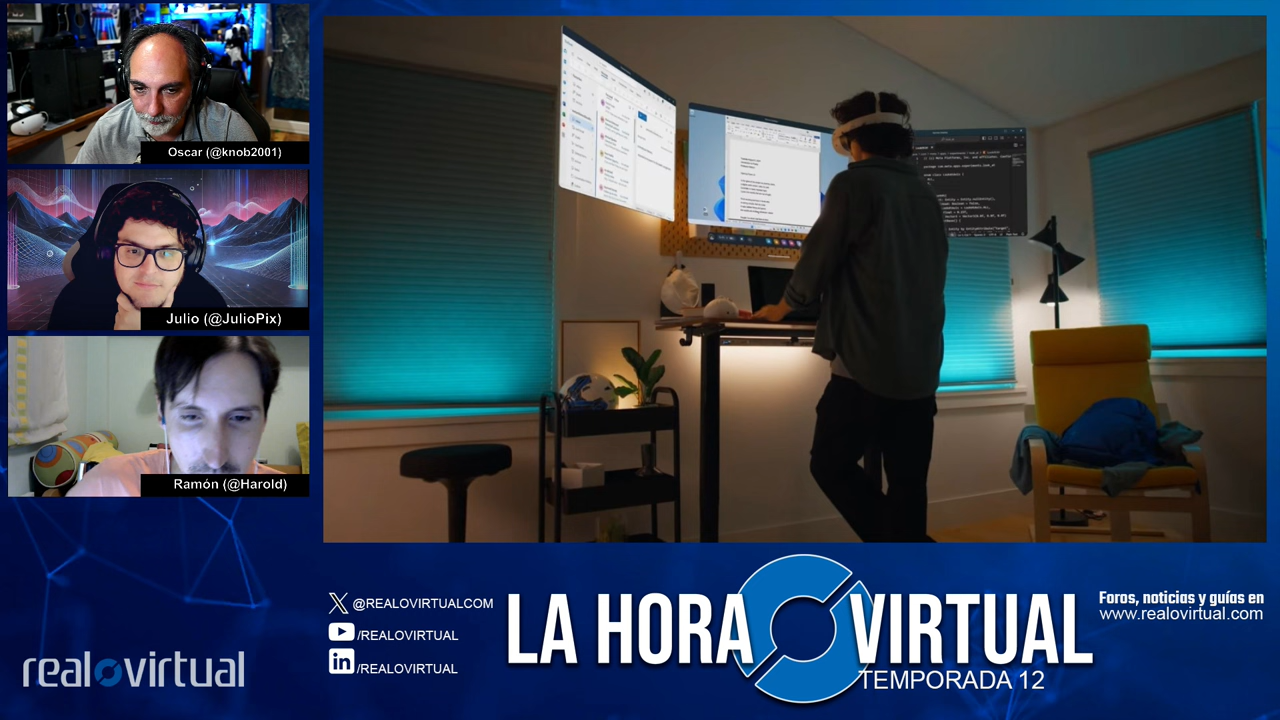 Oscar (@knob2001)
Julio (@JulioPix)
Ramón (@Harold)
@REALOVIRTUALCOM
/REALOVIRTUAL
/REALOVIRTUAL
LA HORA VIRTUAL
TEMPORADA 12
Foros, noticias y guías en
www.realovirtual.com
realovirtual